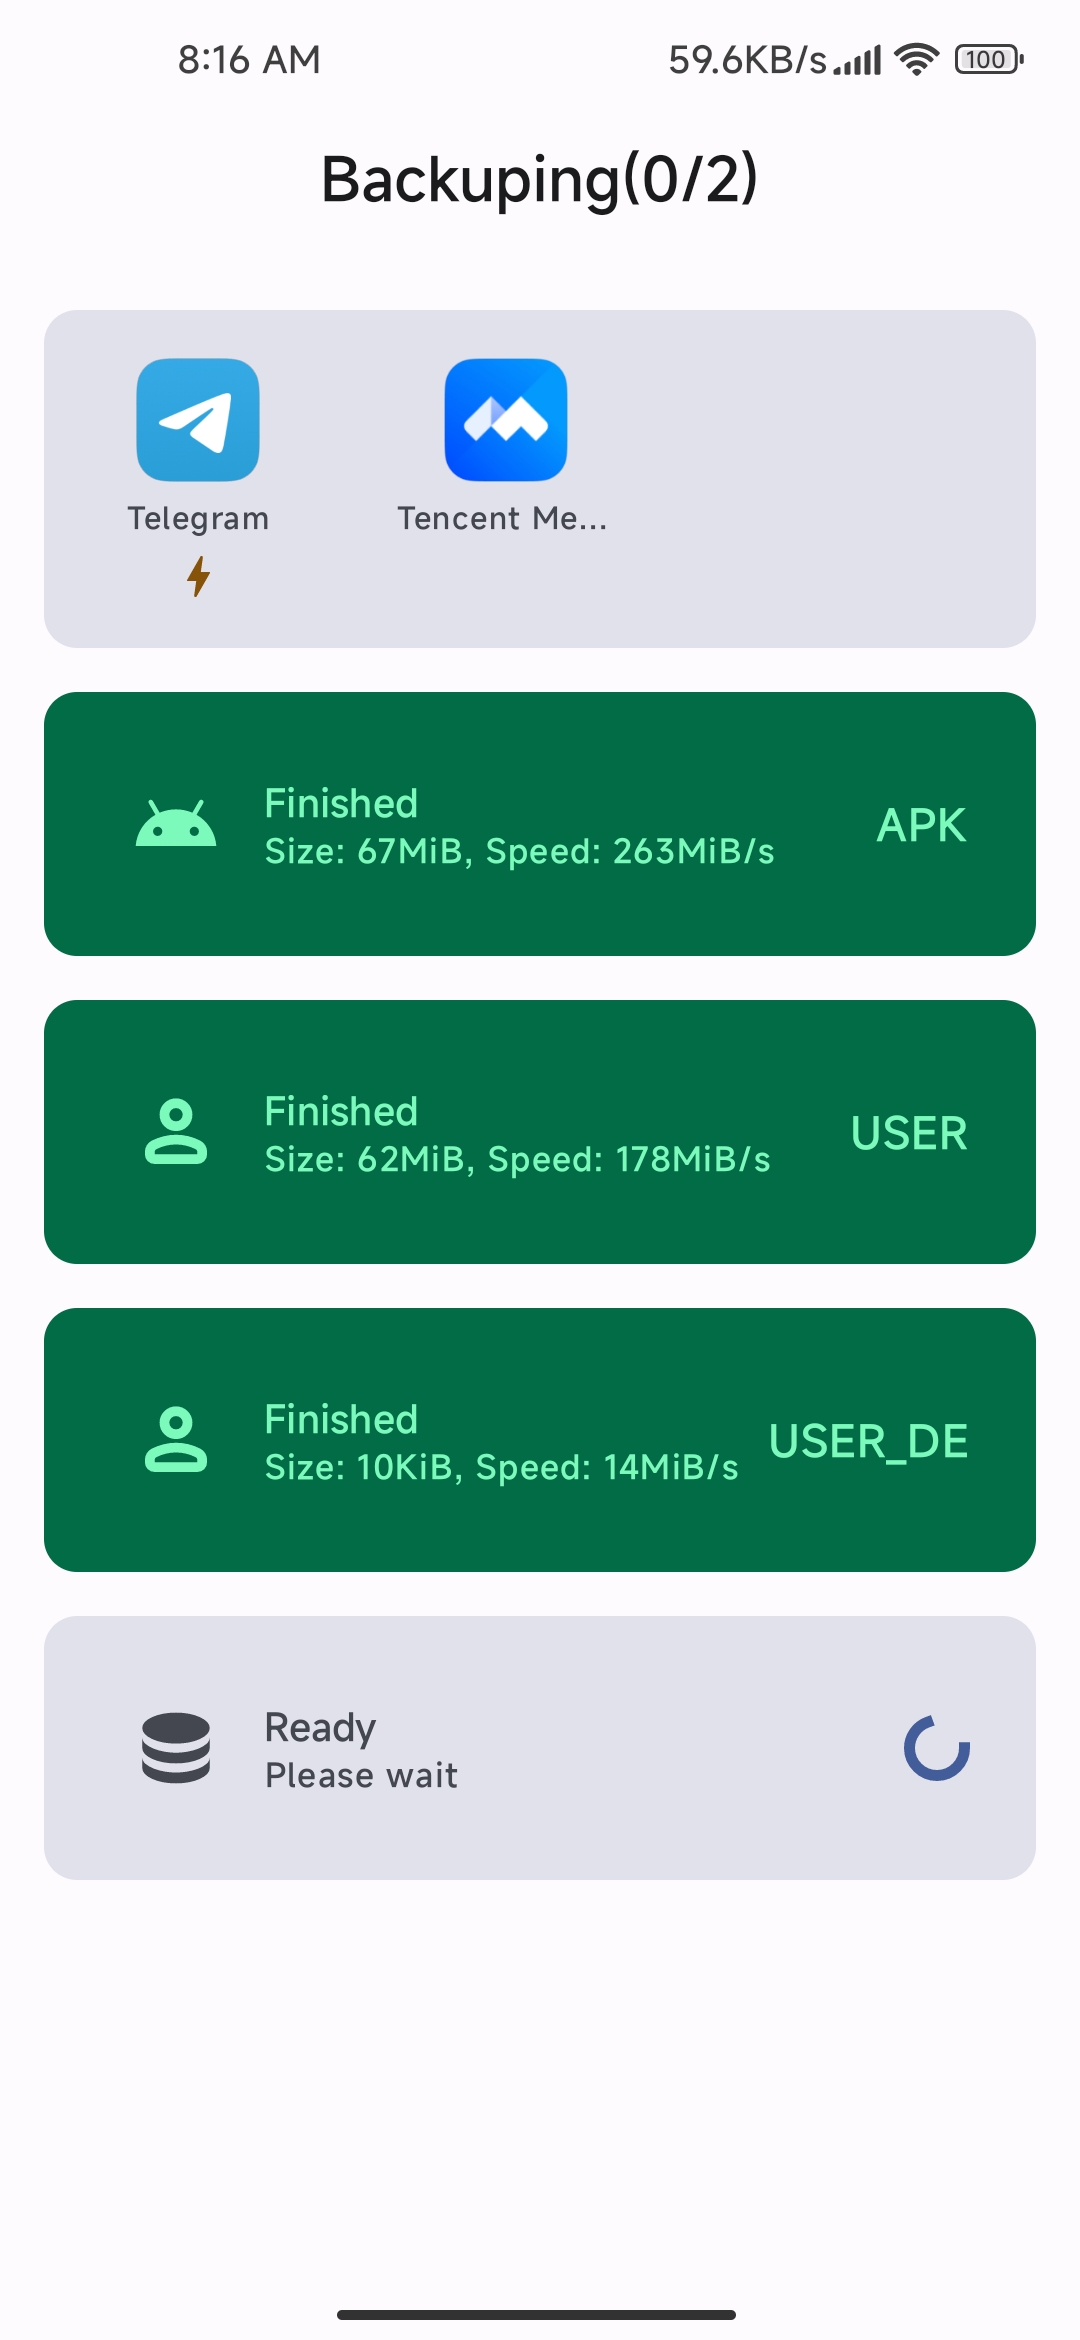 8:16 AM 59.6KB/s 100
Backuping(0/2)
Telegram Tencent Me...
Finished
Size: 67MiB, Speed: 263MiB/s
APK
Finished
Size: 62MiB, Speed: 178MiB/s
USER
Finished
Size: 10KiB, Speed: 14MiB/s
USER_DE
Ready
Please wait